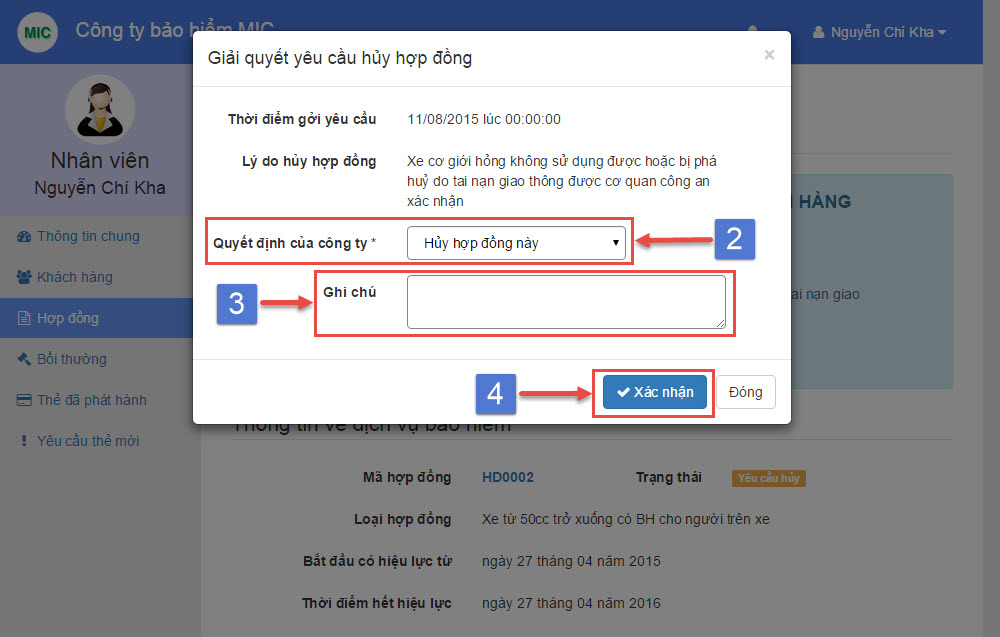 MIC
Công ty bảo hiểm MIC
Nguyễn Chí Kha
Nhân viên
Nguyễn Chí Kha
Thông tin chung
Khách hàng
Hợp đồng
Bồi thường
Thẻ đã phát hành
Yêu cầu thẻ mới
Giải quyết yêu cầu hủy hợp đồng
×
Thời điểm gởi yêu cầu 11/08/2015 lúc 00:00:00
Lý do hủy hợp đồng Xe cơ giới hỏng không sử dụng được hoặc bị phá
huỷ do tai nạn giao thông được cơ quan công an
xác nhận
Quyết định của công ty * Hủy hợp đồng này
2
Ghi chú
3
4
Xác nhận Đóng
HÀNG
ai nạn giao
Thông tin về dịch vụ bảo hiểm
Mã hợp đồng HD0002 Trạng thái Yêu cầu hủy
Loại hợp đồng Xe từ 50cc trở xuống có BH cho người trên xe
Bắt đầu có hiệu lực từ ngày 27 tháng 04 năm 2015
Thời điểm hết hiệu lực ngày 27 tháng 04 năm 2016